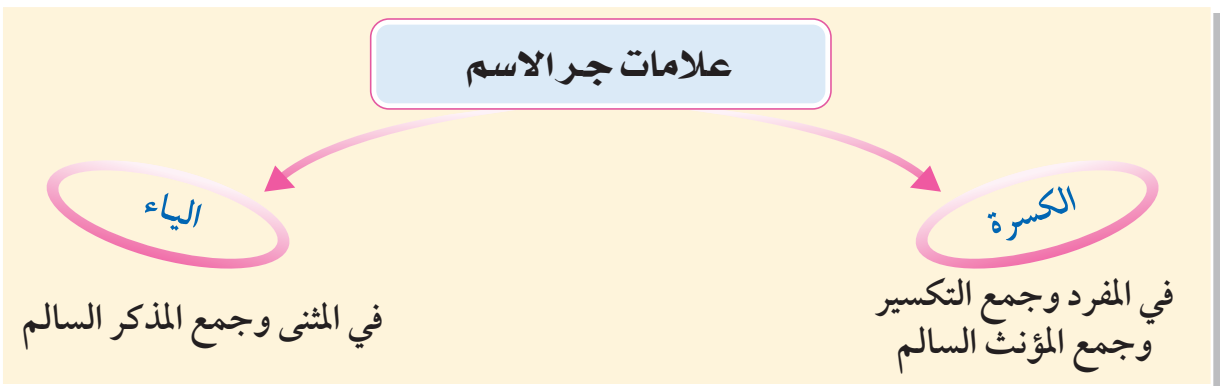 علامات جر الاسم
الكسرة
في المفرد وجمع التكسير
وجمع المؤنث السالم
الياء
في المثنى وجمع المذكر السالم